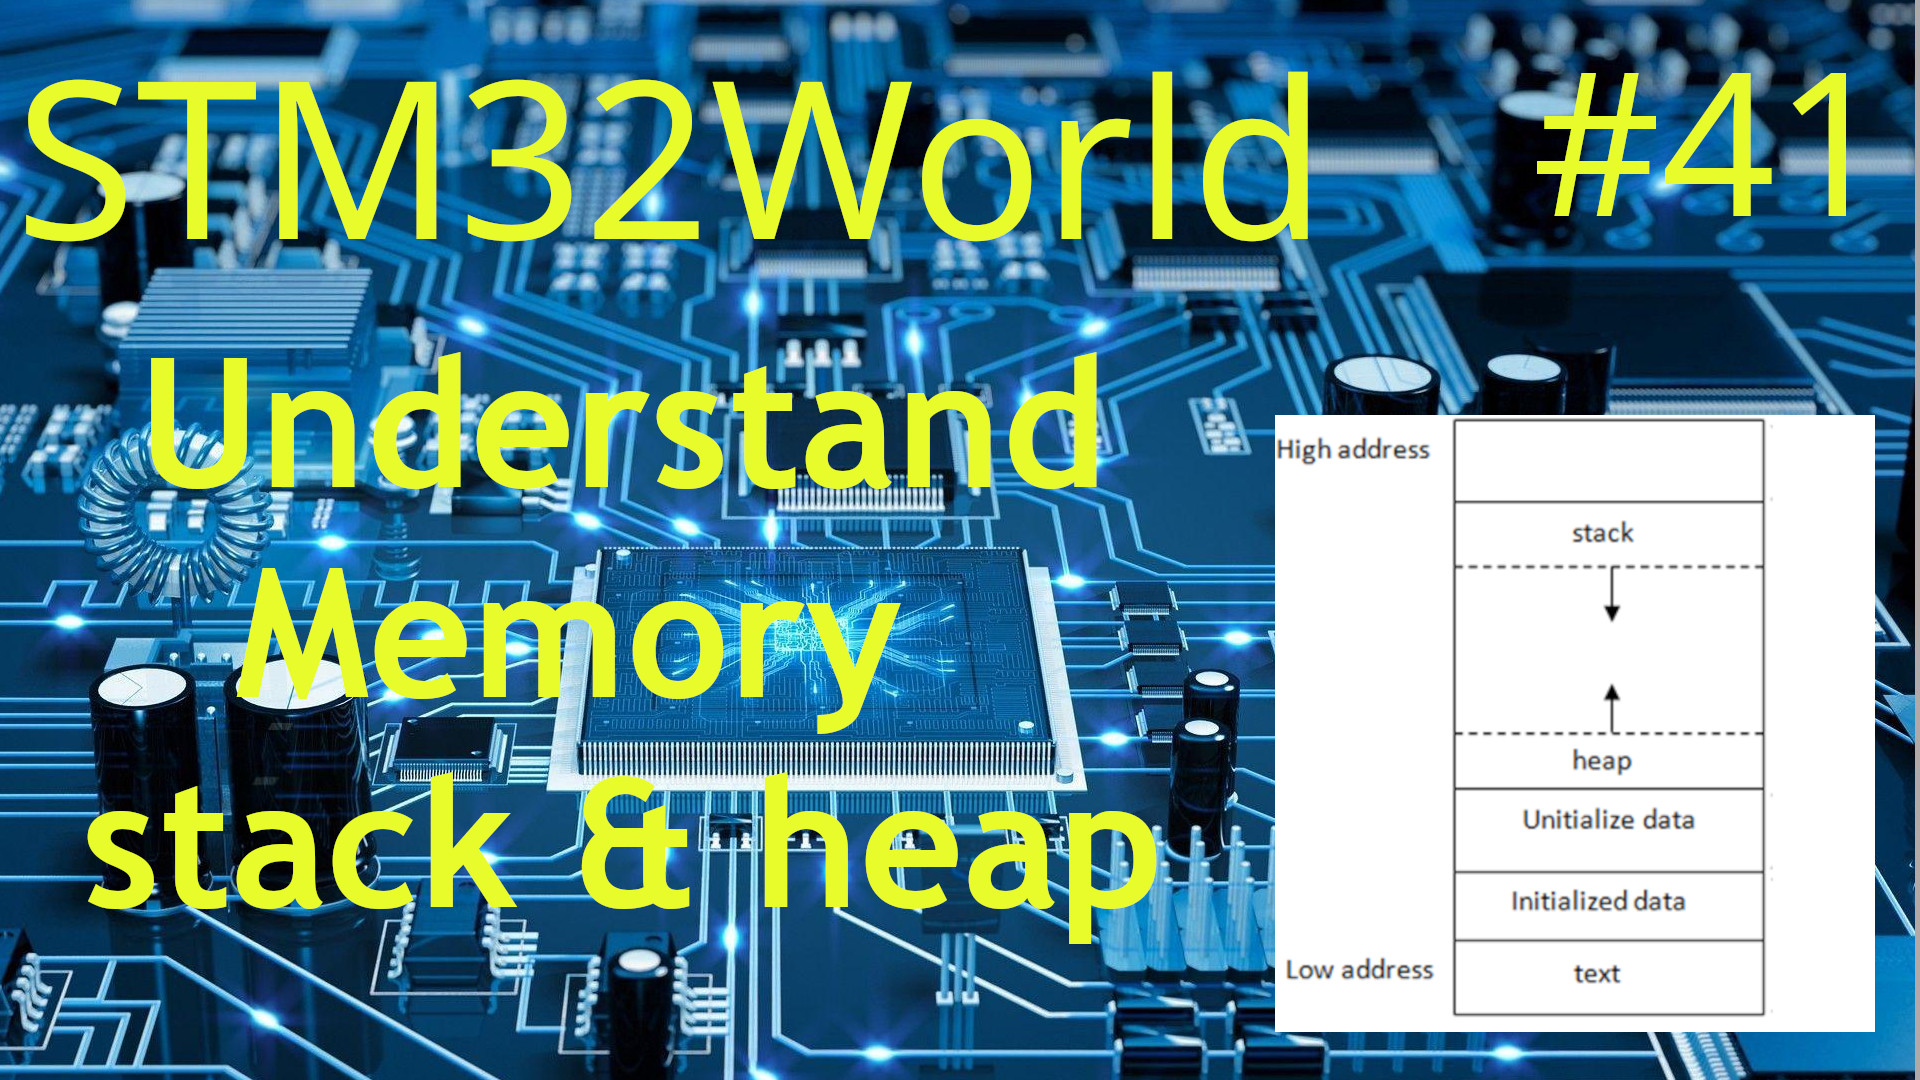 STM32World #41
Understand
Memory
stack & heap
High address
stack
heap
Unitialize data
Initialized data
Low address
text